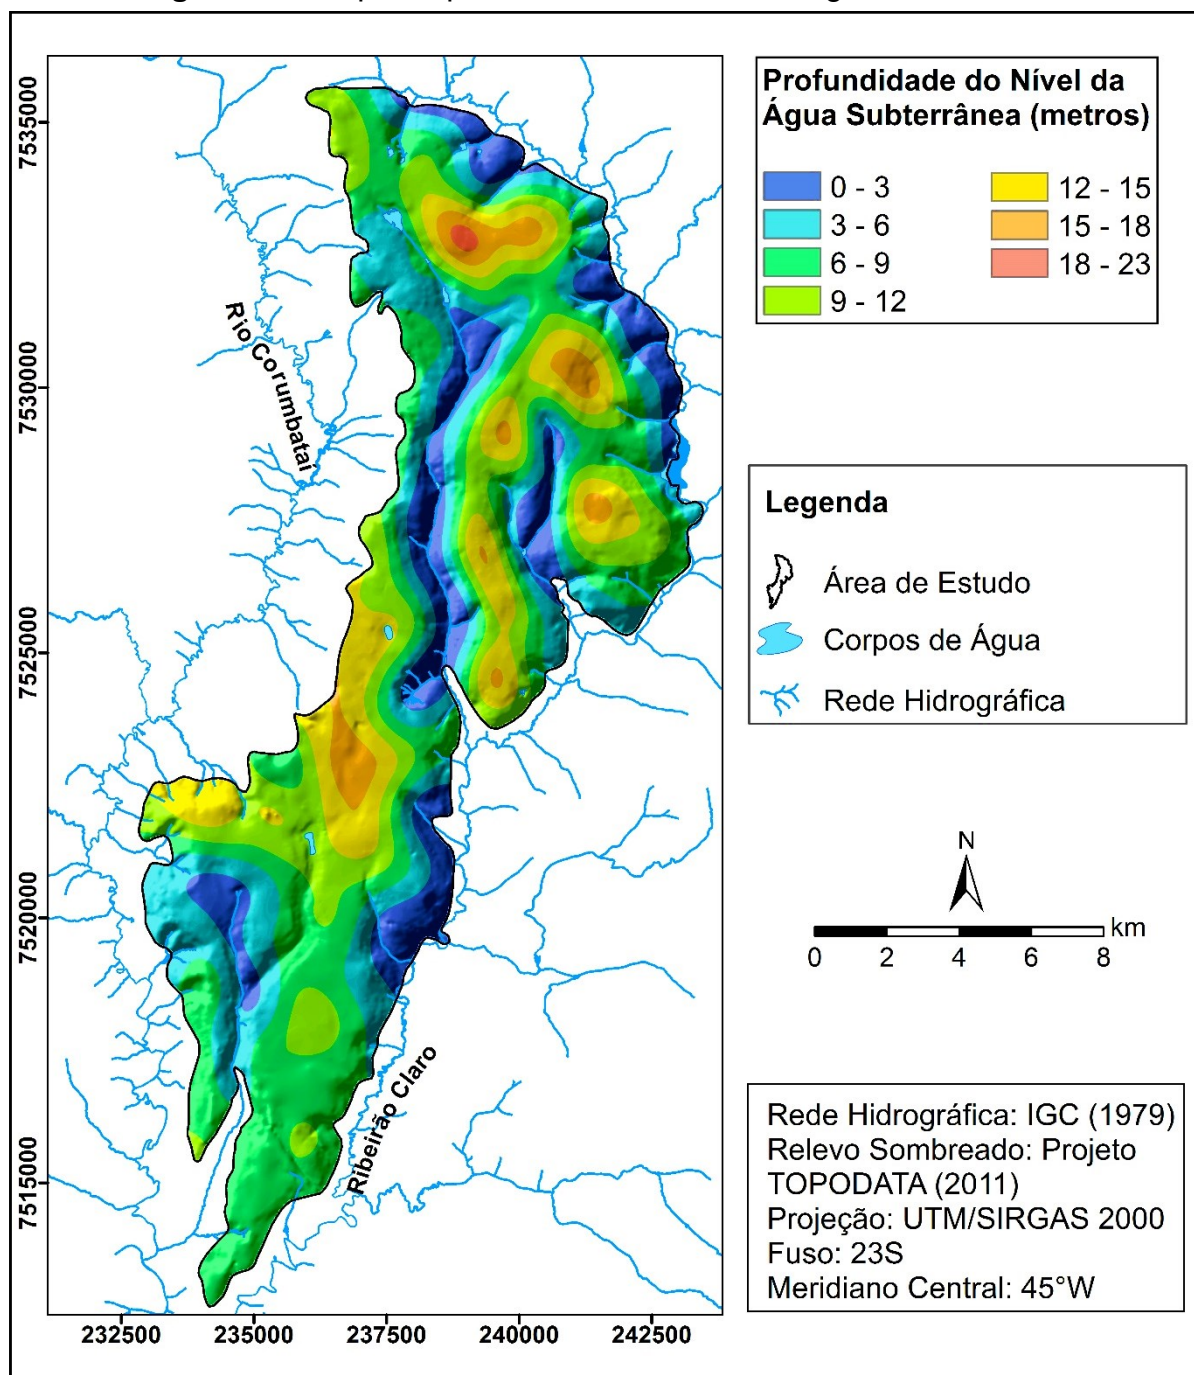 Profundidade do Nível da
Água Subterrânea (metros)
0 - 3
3 - 6
6 - 9
9 - 12
12 - 15
15 - 18
18 - 23
7535000
7530000
7525000
7520000
7515000
Rio Corumbataí
Ribeirão Claro
232500 235000 237500 240000 242500
Legenda
Área de Estudo
Corpos de Água
Rede Hidrográfica
N
km
0 2 4 6 8
Rede Hidrográfica: IGC (1979)
Relevo Sombreado: Projeto
TOPODATA (2011)
Projeção: UTM/SIRGAS 2000
Fuso: 23S
Meridiano Central: 45°W